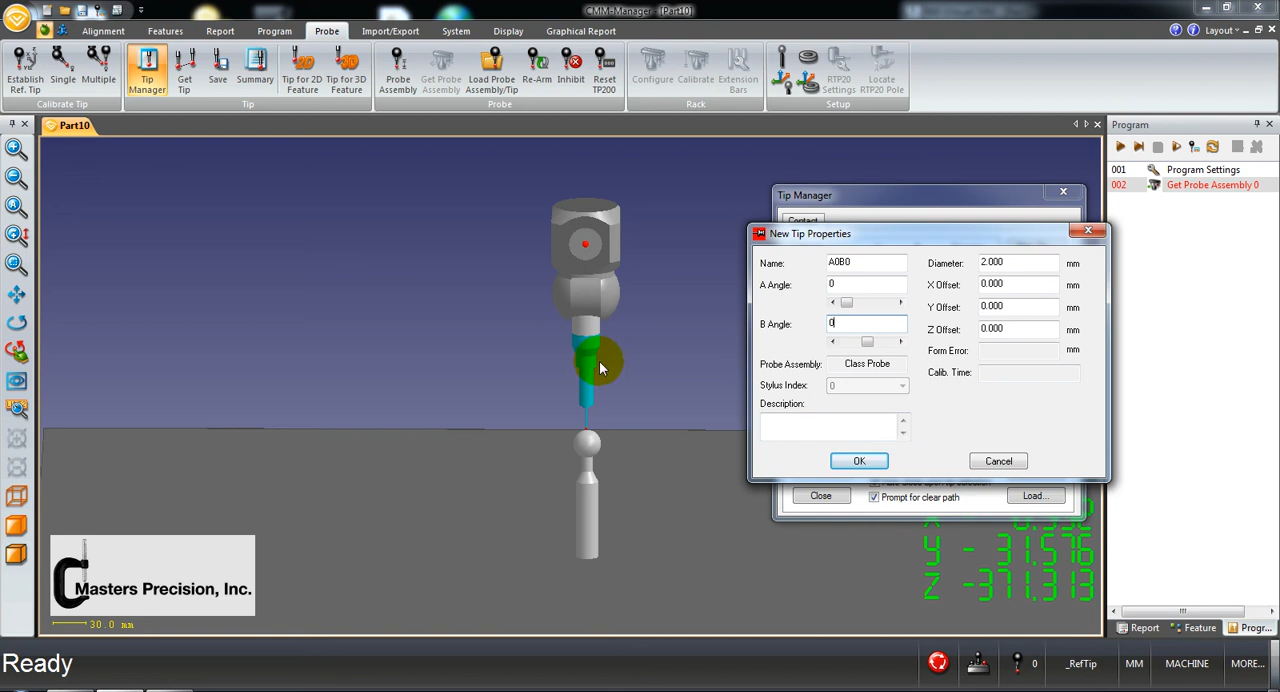 CMM-Manager - [Part10]
Alignment Features Report Program Probe Import/Export System Display Graphical Report Layout
Establish Ref. Tip
Single
Multiple
Tip Manager
Get Tip
Save
Summary
Tip for 2D Feature
Tip for 3D Feature
Probe Assembly
Get Probe Assembly
Load Probe Assembly/Tip
Re-Arm
Inhibit
Reset TP200
Configure
Calibrate
Extension Bars
RTP20 Settings
Locate RTP20 Pole
Calibrate Tip
Tip
Probe
Rack
Setup
Part10
Program
001 Program Settings
002 Get Probe Assembly 0
Tip Manager
Contact
New Tip Properties
Name: A0B0
A Angle: 0
B Angle: 0
Probe Assembly: Class Probe
Stylus Index: 0
Description:
Diameter: 2.000 mm
X Offset: 0.000 mm
Y Offset: 0.000 mm
Z Offset: 0.000 mm
Form Error: mm
Calib. Time:
OK Cancel
Close Prompt for clear path Load...
Y - 31.576
Z -371.313
C Masters Precision, Inc.
30.0 mm
Report Feature Progr...
Ready
0 _RefTip MM MACHINE MORE...